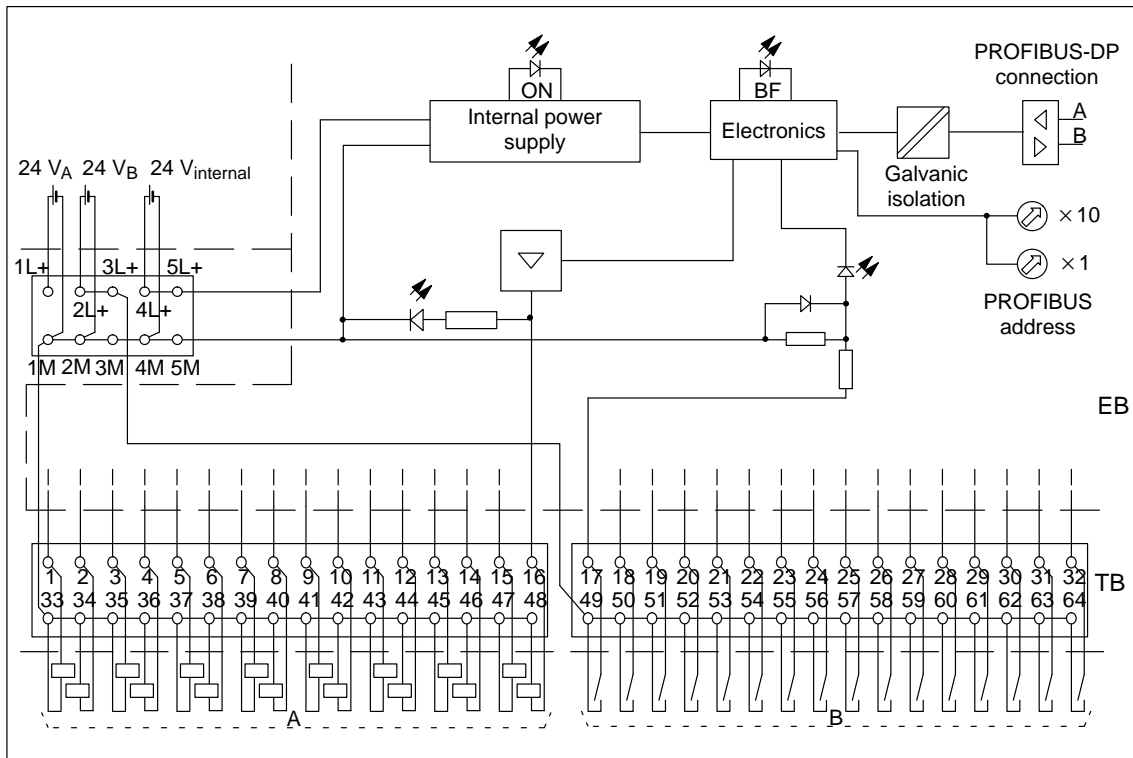 PROFIBUS-DP
connection
ON
BF
A
B
Internal power
supply
Electronics
Galvanic
isolation
24 VA 24 VB 24 Vinternal
×10
×1
PROFIBUS
address
1L+ 3L+ 5L+
2L+ 4L+
1M 2M 3M 4M 5M
EB
1 2 3 4 5 6 7 8 9 10 11 12 13 14 15 16 17 18 19 20 21 22 23 24 25 26 27 28 29 30 31 32
TB
33 34 35 36 37 38 39 40 41 42 43 44 45 46 47 48 49 50 51 52 53 54 55 56 57 58 59 60 61 62 63 64
A B